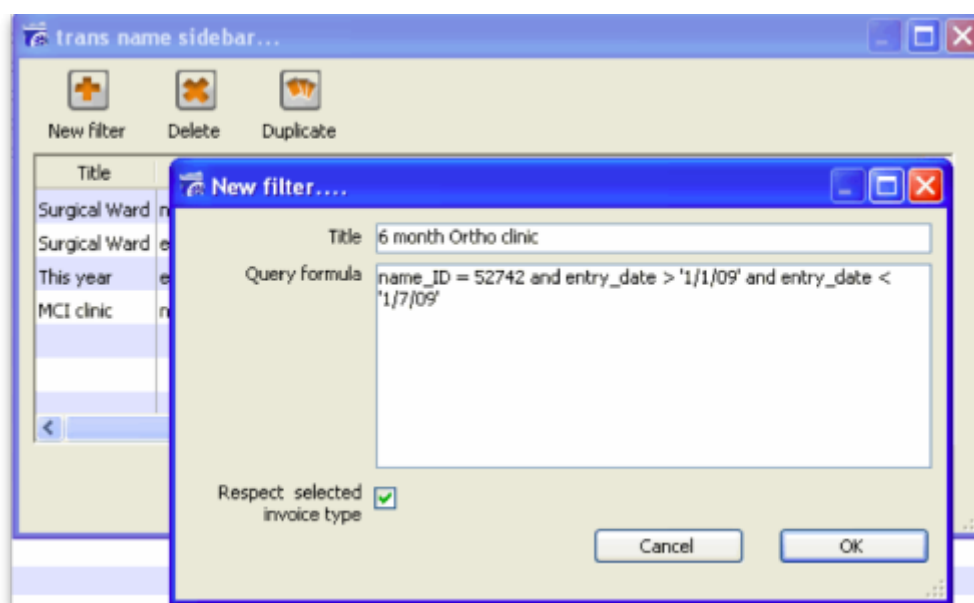 trans name sidebar...
New filter Delete Duplicate
Title
Surgical Ward n
Surgical Ward e
This year e
MCI clinic n
New filter....
Title 6 month Ortho clinic
Query formula name_ID = 52742 and entry_date > '1/1/09' and entry_date <
'1/7/09'
Respect selected
invoice type
Cancel OK